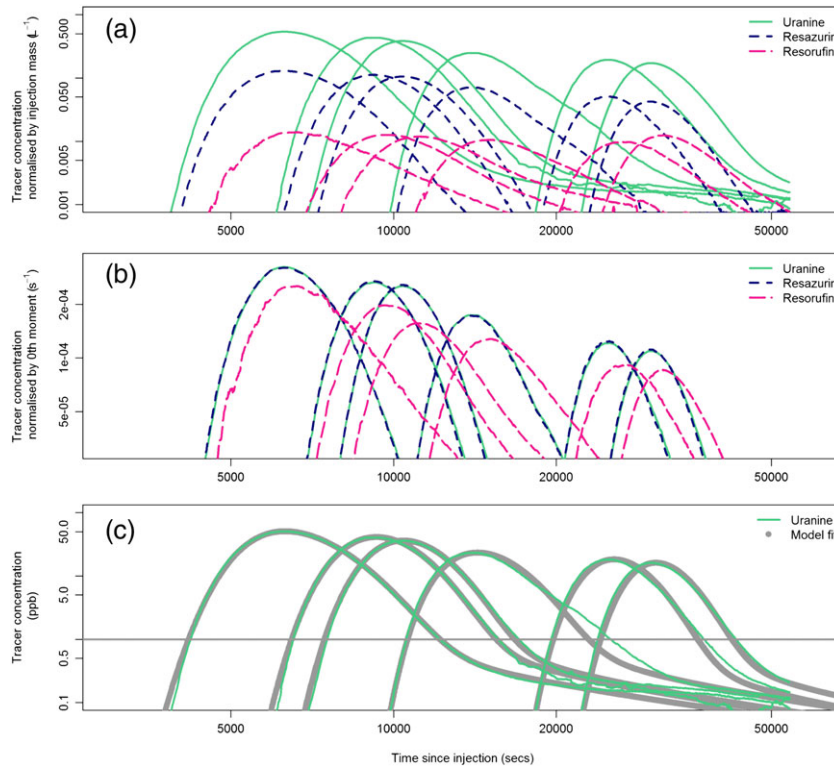 (a)
Uranine
Resazurin
Resorufin
Tracer concentration
normalised by injection mass (L⁻¹)
0.500
0.050
0.005
0.001
5000 10000 20000 50000
(b)
Uranine
Resazurin
Resorufin
Tracer concentration
normalised by 0th moment (s⁻¹)
2e-04
1e-04
5e-05
5000 10000 20000 50000
(c)
Uranine
Model fi
Tracer concentration
(ppb)
50.0
5.0
0.5
0.1
5000 10000 20000 50000
Time since injection (secs)